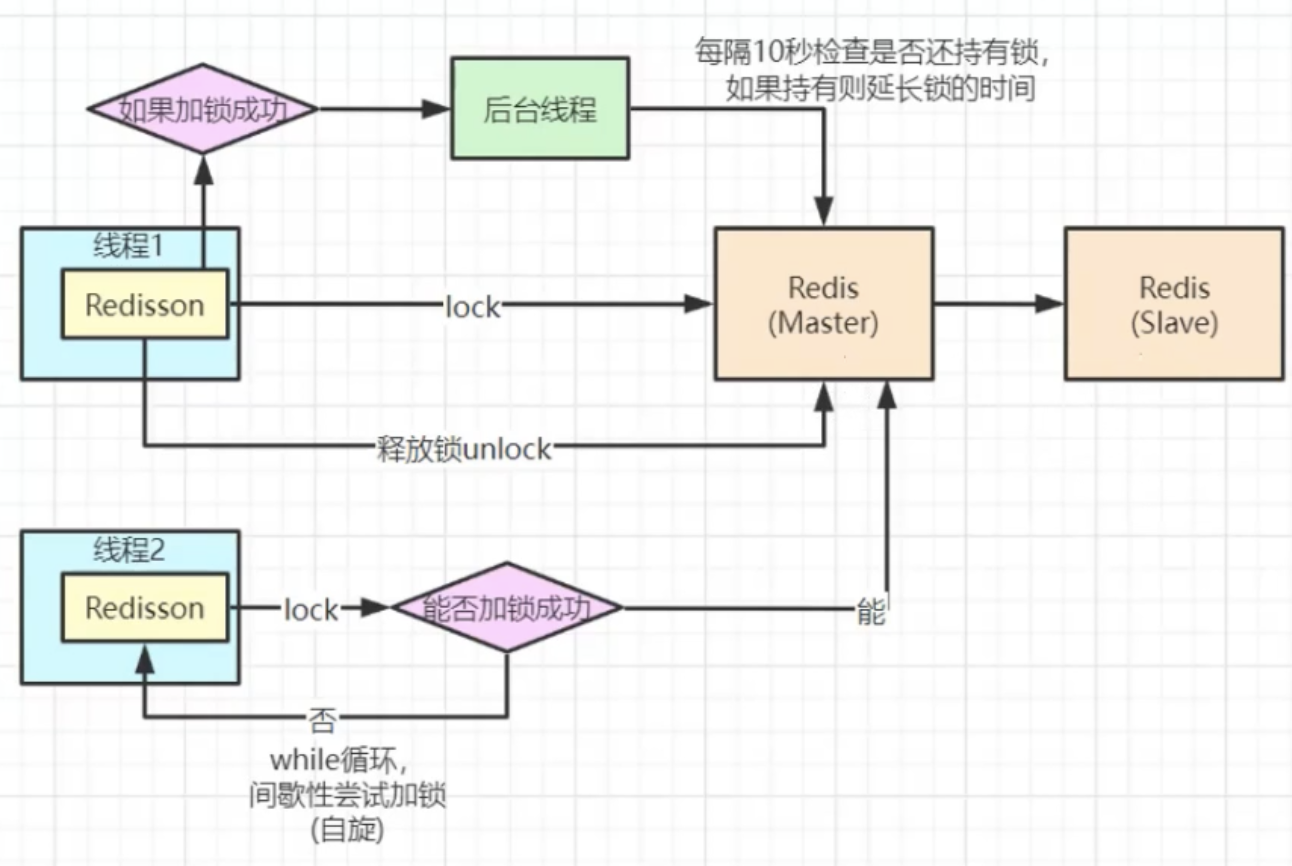 每隔10秒检查是否还持有锁，
如果持有则延长锁的时间
如果加锁成功
后台线程
线程1
Redisson
lock
Redis
(Master)
Redis
(Slave)
释放锁unlock
线程2
Redisson
lock
能否加锁成功
能
否
while循环，
间歇性尝试加锁
(自旋)